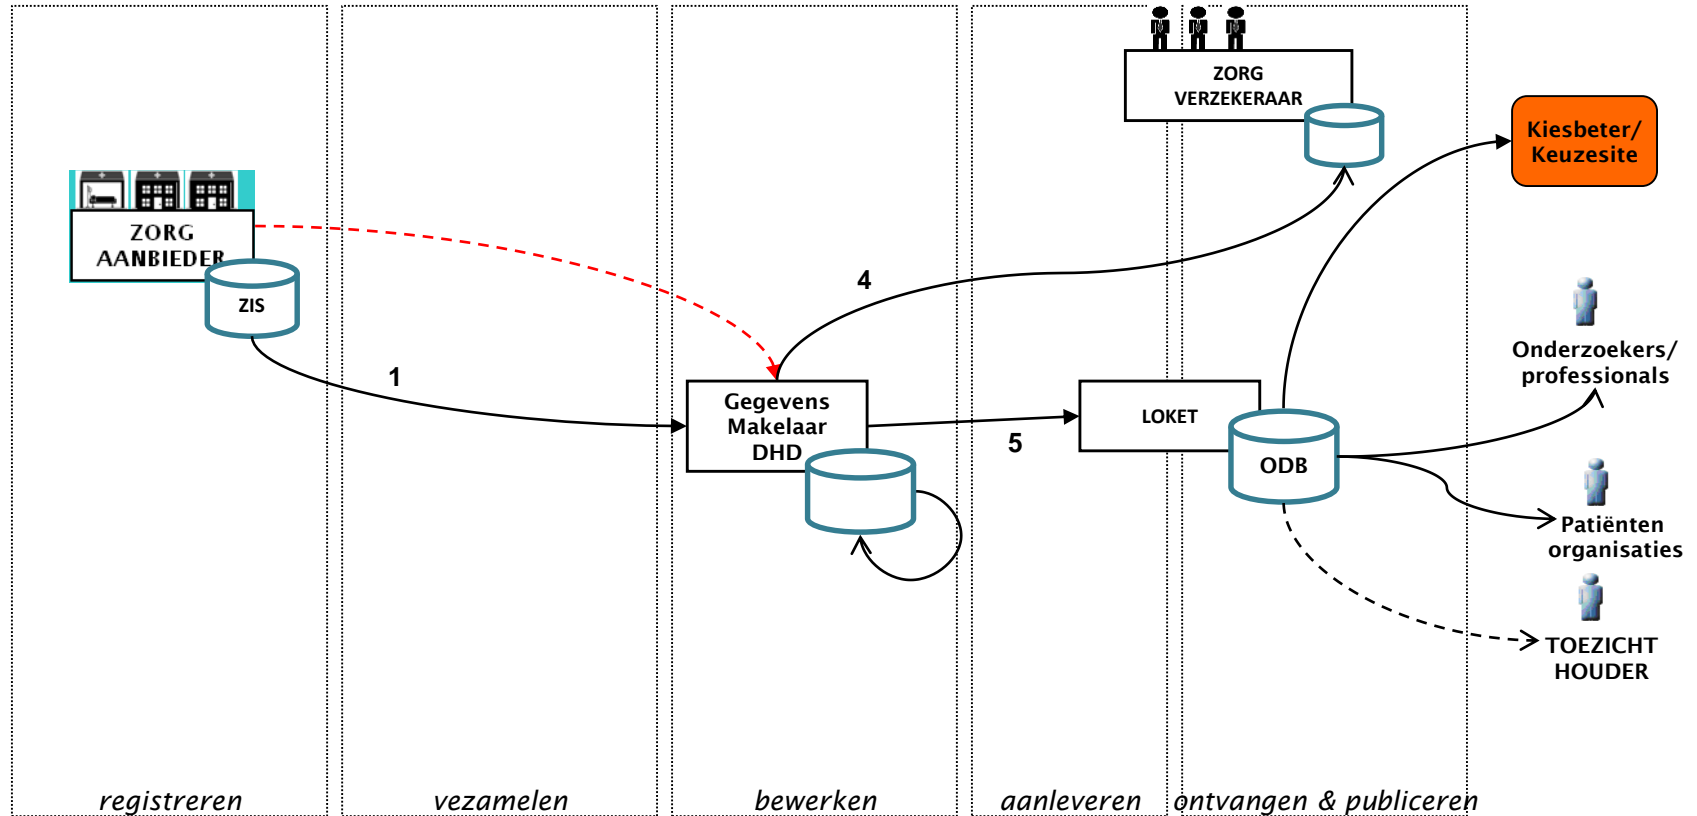 ZORG
VERZEKERAAR
Kiesbeter/
Keuzesite
ZORG
AANBIEDER
ZIS
4
1
Onderzoekers/
professionals
Gegevens
Makelaar
DHD
5
LOKET
ODB
Patiënten
organisaties
TOEZICHT
HOUDER
registreren
vezamelen
bewerken
aanleveren
ontvangen & publiceren